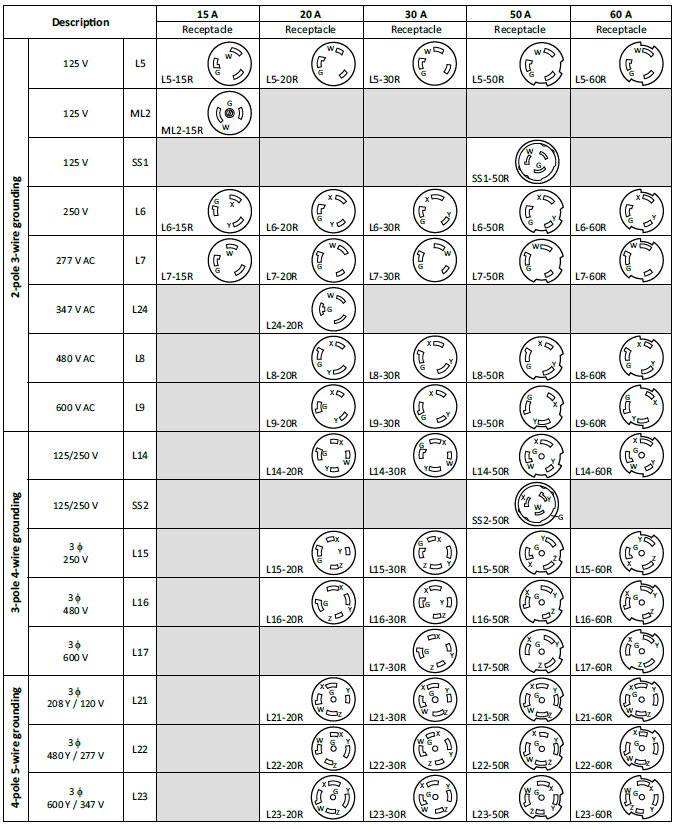 Description 15 A 20 A 30 A 50 A 60 A
Receptacle Receptacle Receptacle Receptacle Receptacle
2-pole 3-wire grounding
125 V L5 L5-15R W G L5-20R W G L5-30R W G L5-50R W G L5-60R W G
125 V ML2 ML2-15R G W
125 V SS1 SS1-50R W G
250 V L6 L6-15R G X Y L6-20R X G Y L6-30R X G Y L6-50R X G Y L6-60R X G Y
277 V AC L7 L7-15R W G L7-20R W G L7-30R W G L7-50R W G L7-60R W G
347 V AC L24 L24-20R W G
480 V AC L8 L8-20R X G Y L8-30R X G Y L8-50R X G Y L8-60R X G Y
600 V AC L9 L9-20R X G Y L9-30R X G Y L9-50R G X Y L9-60R G X Y
3-pole 4-wire grounding
125/250 V L14 L14-20R X G W Y L14-30R G X Y W L14-50R X G Y W L14-60R X G Y W
125/250 V SS2 SS2-50R X Y W G
3 ϕ
250 V L15 L15-20R X G Y Z L15-30R G X Y Z L15-50R Y G X Z L15-60R Y G X Z
3 ϕ
480 V L16 L16-20R X G Y Z L16-30R X G Y Z L16-50R X G Y Z L16-60R X G Y Z
3 ϕ
600 V L17 L17-30R X G Y Z L17-50R X G Y Z L17-60R X G Y Z
4-pole 5-wire grounding
3 ϕ
208Y / 120 V L21 L21-20R X G Y W Z L21-30R X G Y W Z L21-50R X G Y W Z L21-60R X G Y W Z
3 ϕ
480Y / 277 V L22 L22-20R W G X Y Z L22-30R W G X Y Z L22-50R W G X Y Z L22-60R W G X Y Z
3 ϕ
600Y / 347 V L23 L23-20R X G Y W Z L23-30R X G Y W Z L23-50R X G Y W Z L23-60R X G Y W Z